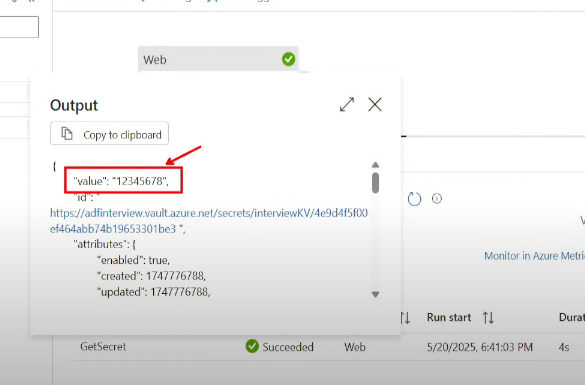 Web
Output
Copy to clipboard
{
"value": "12345678",
"id": "
https://adfinterview.vault.azure.net/secrets/interviewKV/4e9d4f5f00
ef464abb74b19653301be3 ",
"attributes": {
"enabled": true,
"created": 1747776788,
"updated": 1747776788,
Monitor in Azure Metri
Run start
Durat
GetSecret
Succeeded
Web
5/20/2025, 6:41:03 PM
4s